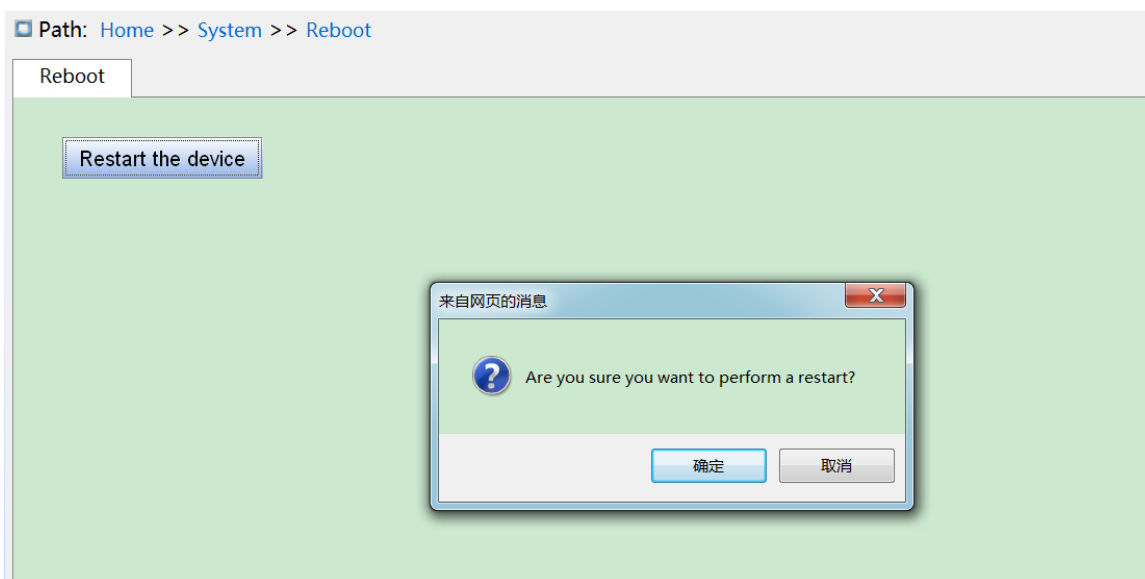 Path: Home >> System >> Reboot
Reboot
Restart the device
来自网页的消息
X
Are you sure you want to perform a restart?
确定 取消